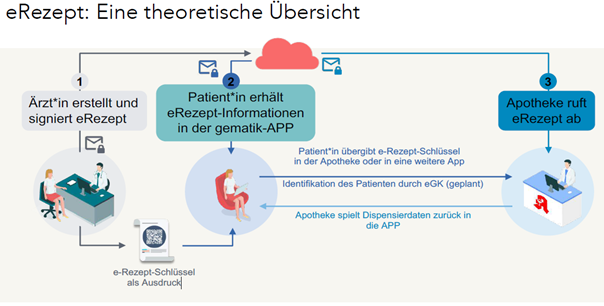 eRezept: Eine theoretische Übersicht
1
Ärzt*in erstellt und
signiert eRezept
2
Patient*in erhält
eRezept-Informationen
in der gematik-APP
3
Apotheke ruft
eRezept ab
Patient*in übergibt e-Rezept-Schlüssel
in der Apotheke oder in eine weitere App
Identifikation des Patienten durch eGK (geplant)
Apotheke spielt Dispensierdaten zurück in
die APP
e-Rezept-Schlüssel
als Ausdruck